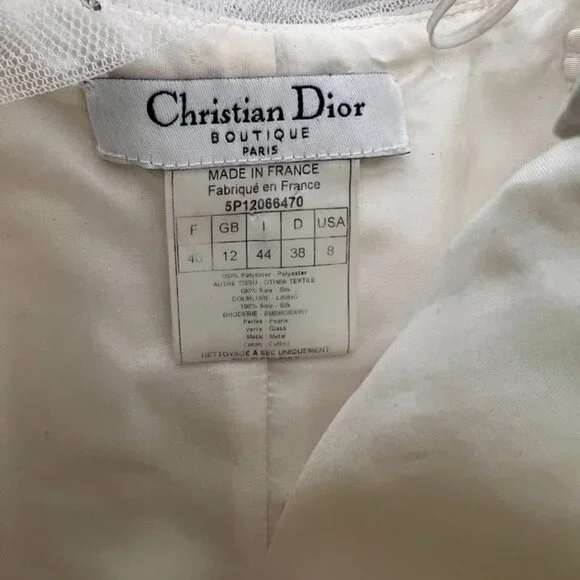 Christian Dior
BOUTIQUE
PARIS
MADE IN FRANCE
Fabriqué en France
5P12066470
F GB I D USA
40 12 44 38 8
100% Polyester - Polyester
AUTRE TISSU - OTHER TEXTILE
100% Soie - Silk
DOUBLURE - LINING
100% Soie - Silk
BRODERIE - EMBROIDERY
Perles - Pearls
Verre - Glass
Metal - Metal
Coton - Cotton
NETTOYAGE A SEC UNIQUEMENT